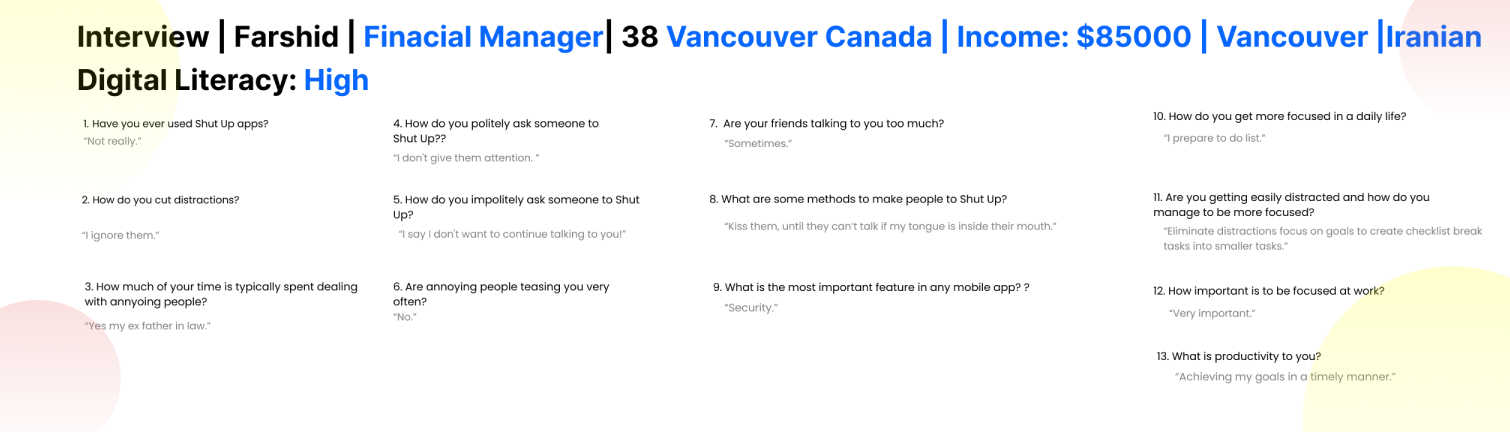 Interview | Farshid | Finacial Manager| 38 Vancouver Canada | Income: $85000 | Vancouver |Iranian
Digital Literacy: High
1. Have you ever used Shut Up apps?
"Not really."
2. How do you cut distractions?
"I ignore them."
3. How much of your time is typically spent dealing
with annyoing people?
"Yes my ex father in law."
4. How do you politely ask someone to
Shut Up??
"I don't give them attention. "
5. How do you impolitely ask someone to Shut
Up?
"I say I don't want to continue talking to you!"
6. Are annoying people teasing you very
often?
"No."
7. Are your friends talking to you too much?
"Sometimes."
8. What are some methods to make people to Shut Up?
"Kiss them, until they can't talk if my tongue is inside their mouth."
9. What is the most important feature in any mobile app? ?
"Security."
10. How do you get more focused in a daily life?
"I prepare to do list."
11. Are you getting easily distracted and how do you
manage to be more focused?
"Eliminate distractions focus on goals to create checklist break
tasks into smaller tasks."
12. How important is to be focused at work?
"Very important."
13. What is productivity to you?
"Achieving my goals in a timely manner."